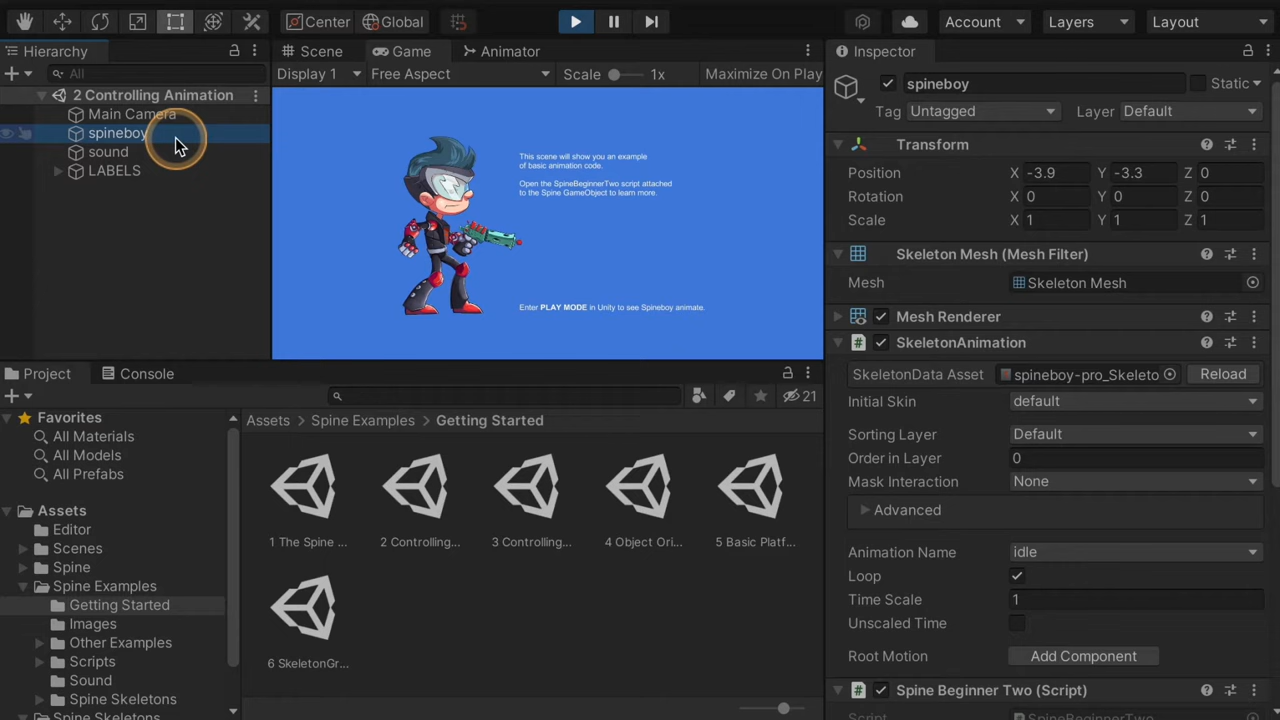 Center
Global
Account
Layers
Layout
Hierarchy
Scene
Game
Animator
Inspector
All
Display 1
Free Aspect
Scale
1x
Maximize On Play
spineboy
Static
Tag
Untagged
Layer
Default
2 Controlling Animation
Main Camera
spineboy
sound
LABELS
This scene will show you an example
of basic animation code.
Open the SpineBeginnerTwo script attached
to the Spine GameObject to learn more.
Enter PLAY MODE in Unity to see Spineboy animate.
Transform
Position
X -3.9
Y -3.3
Z 0
Rotation
X 0
Y 0
Z 0
Scale
X 1
Y 1
Z 1
Skeleton Mesh (Mesh Filter)
Mesh
Skeleton Mesh
Mesh Renderer
SkeletonAnimation
SkeletonData Asset
spineboy-pro_Skeleto
Reload
Initial Skin
default
Sorting Layer
Default
Order in Layer
0
Mask Interaction
None
Advanced
Animation Name
idle
Loop
Time Scale
1
Unscaled Time
Root Motion
Add Component
Spine Beginner Two (Script)
Script
SpineBeginnerTwo
Project
Console
21
Favorites
All Materials
All Models
All Prefabs
Assets
Editor
Scenes
Spine
Spine Examples
Getting Started
Images
Other Examples
Scripts
Sound
Spine Skeletons
Spine Skeletons
Assets
Spine Examples
Getting Started
1 The Spine ...
2 Controlling...
3 Controlling...
4 Object Ori...
5 Basic Platf...
6 SkeletonGr...